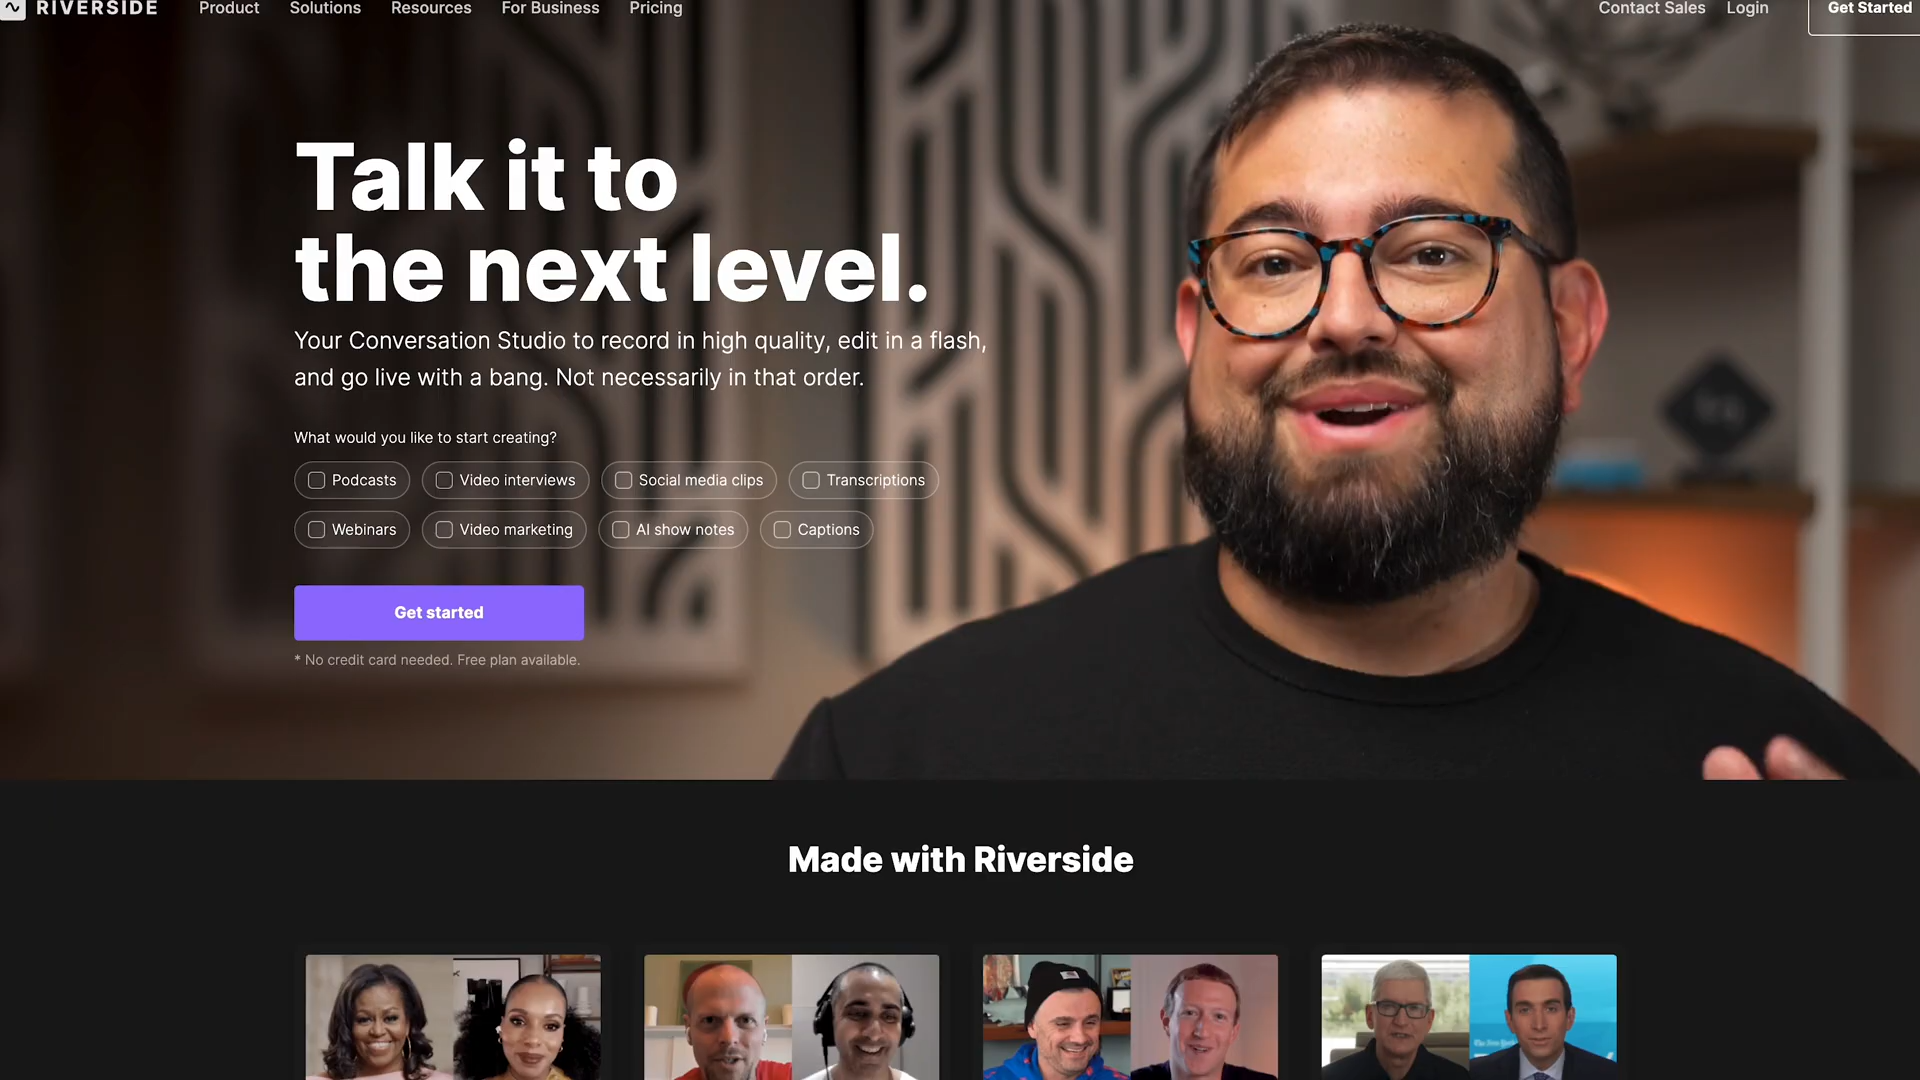 RIVERSIDE
Product
Solutions
Resources
For Business
Pricing
Contact Sales
Login
Get Started
Talk it to
the next level.
Your Conversation Studio to record in high quality, edit in a flash,
and go live with a bang. Not necessarily in that order.
What would you like to start creating?
Podcasts
Video interviews
Social media clips
Transcriptions
Webinars
Video marketing
AI show notes
Captions
Get started
* No credit card needed. Free plan available.
Made with Riverside